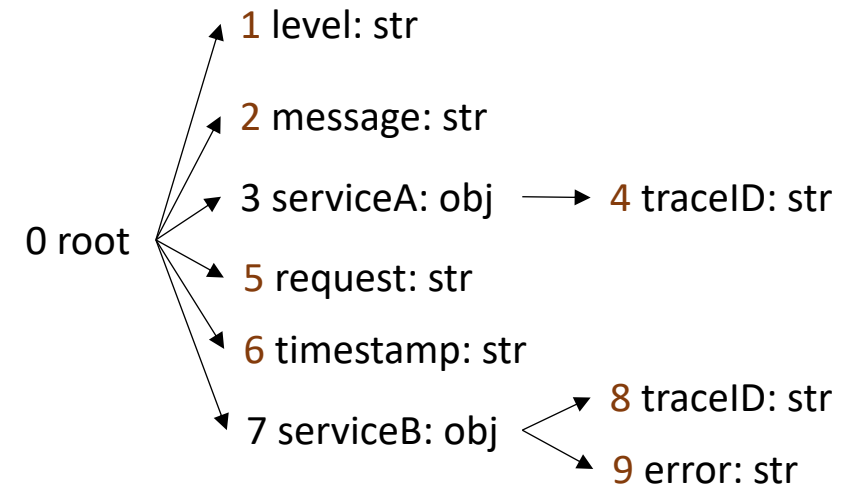 0 root
1 level: str
2 message: str
3 serviceA: obj
4 traceID: str
5 request: str
6 timestamp: str
7 serviceB: obj
8 traceID: str
9 error: str